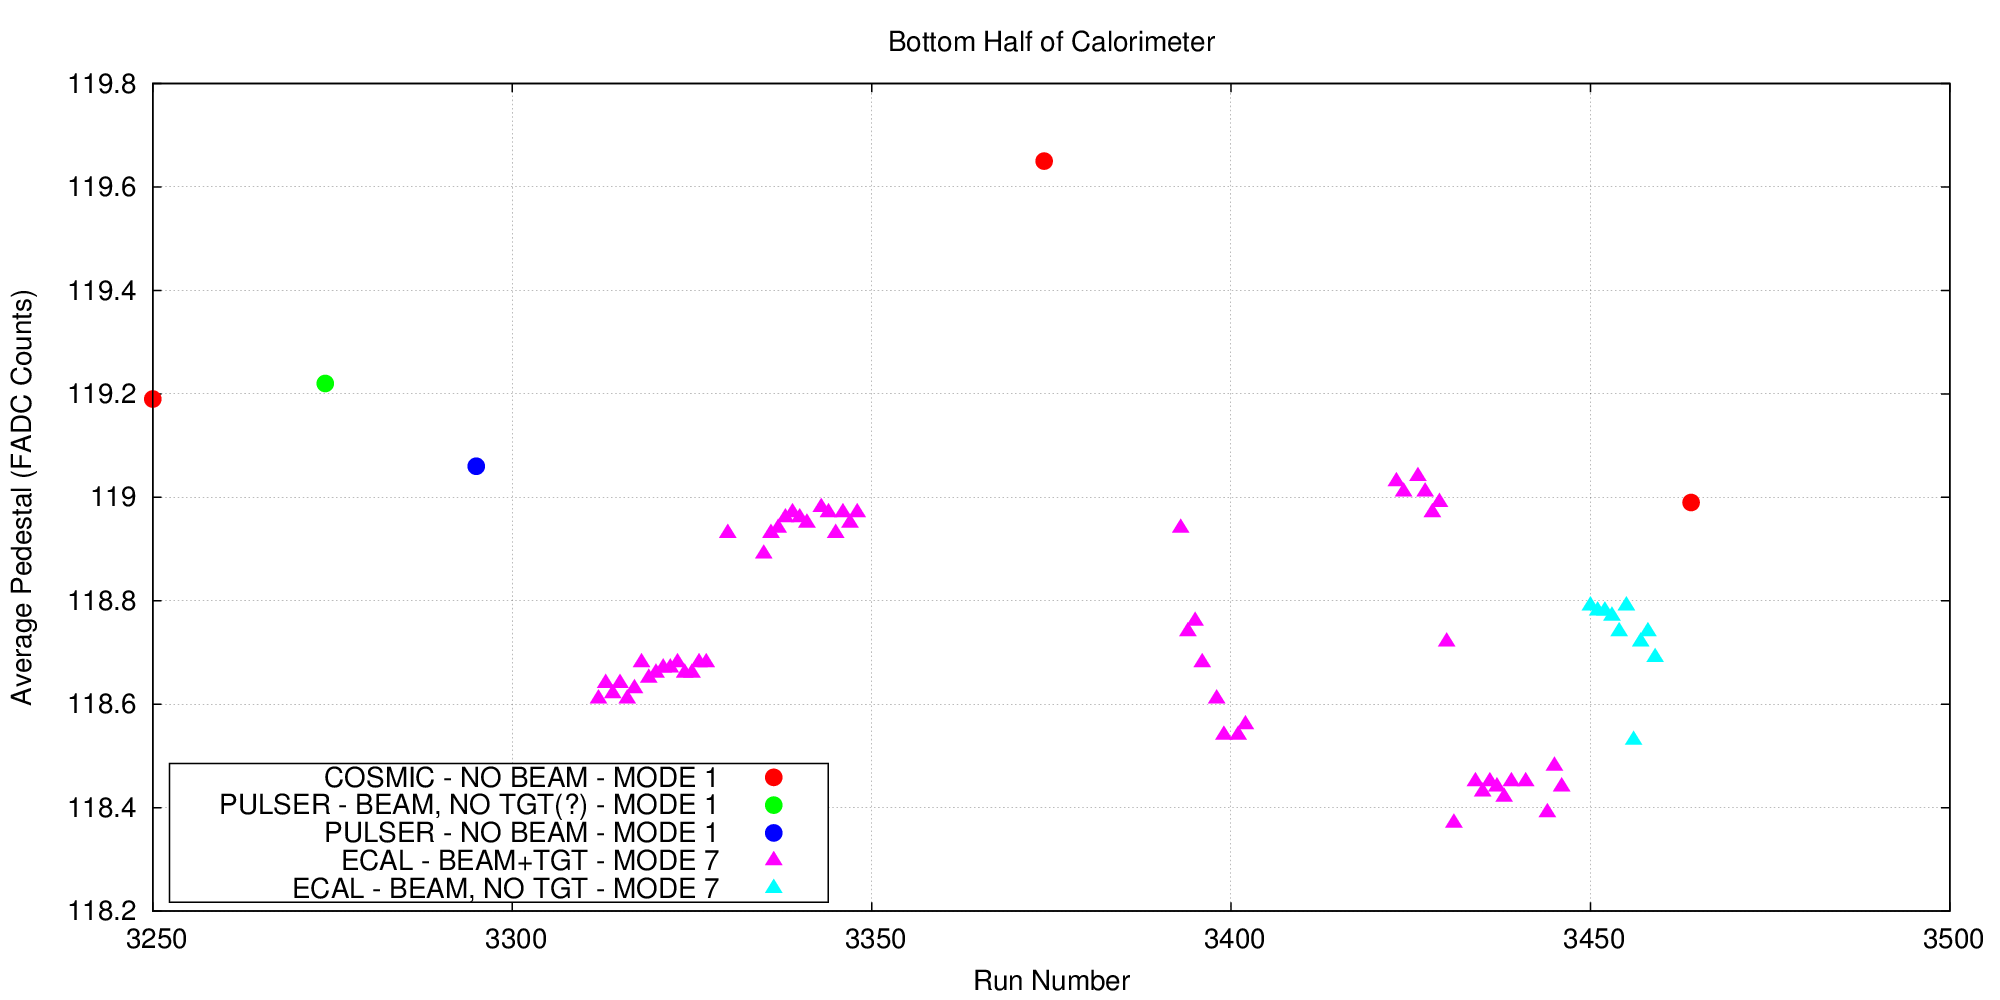 Bottom Half of Calorimeter
Average Pedestal (FADC Counts)
119.8
119.6
119.4
119.2
119
118.8
118.6
118.4
118.2
COSMIC - NO BEAM - MODE 1
PULSER - BEAM, NO TGT(?) - MODE 1
PULSER - NO BEAM - MODE 1
ECAL - BEAM+TGT - MODE 7
ECAL - BEAM, NO TGT - MODE 7
3250 3300 3350 3400 3450 3500
Run Number